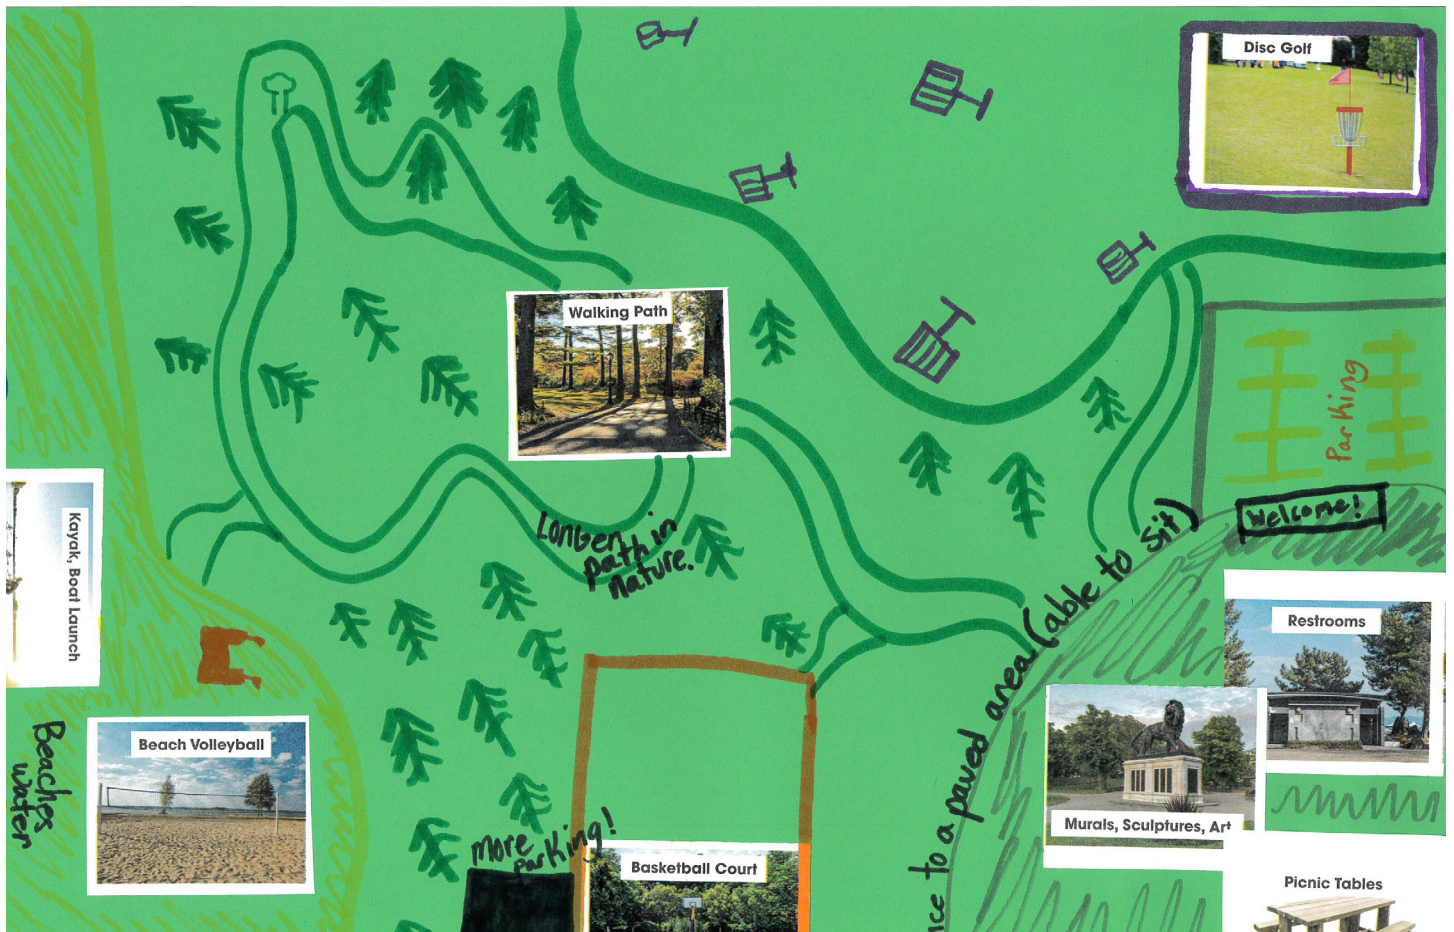 Disc Golf
Walking Path
Parking
Welcome!
Longer
path in
nature.
Kayak, Boat Launch
Restrooms
to a paved area (able to sit)
Beach Volleyball
Beaches
water
Murals, Sculptures, Art
more
parking!
Basketball Court
Picnic Tables